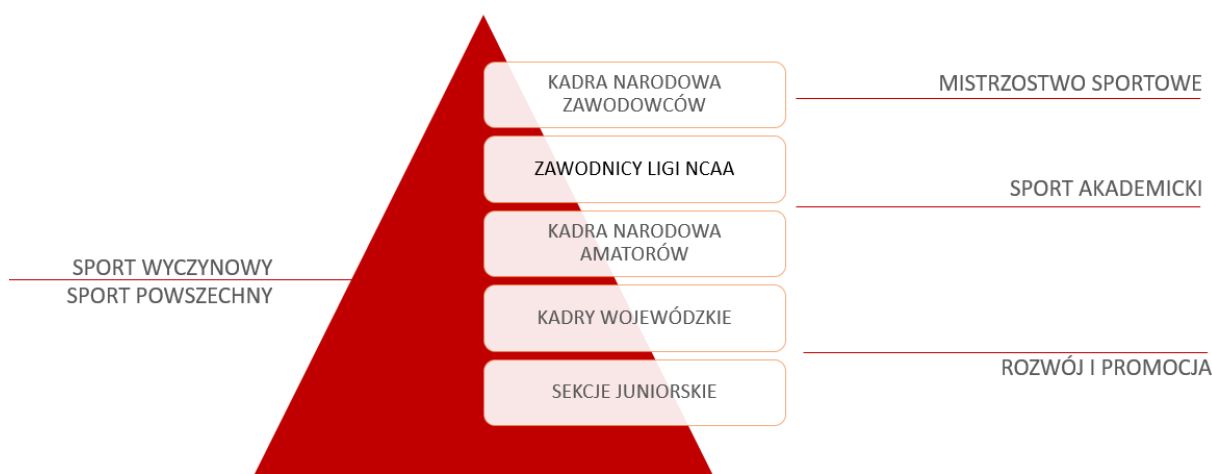 KADRA NARODOWA
ZAWODOWCÓW
MISTRZOSTWO SPORTOWE
ZAWODNICY LIGI NCAA
SPORT AKADEMICKI
KADRA NARODOWA
AMATORÓW
SPORT WYCZYNOWY
SPORT POWSZECHNY
KADRY WOJEWÓDZKIE
ROZWÓJ I PROMOCJA
SEKCJE JUNIORSKIE